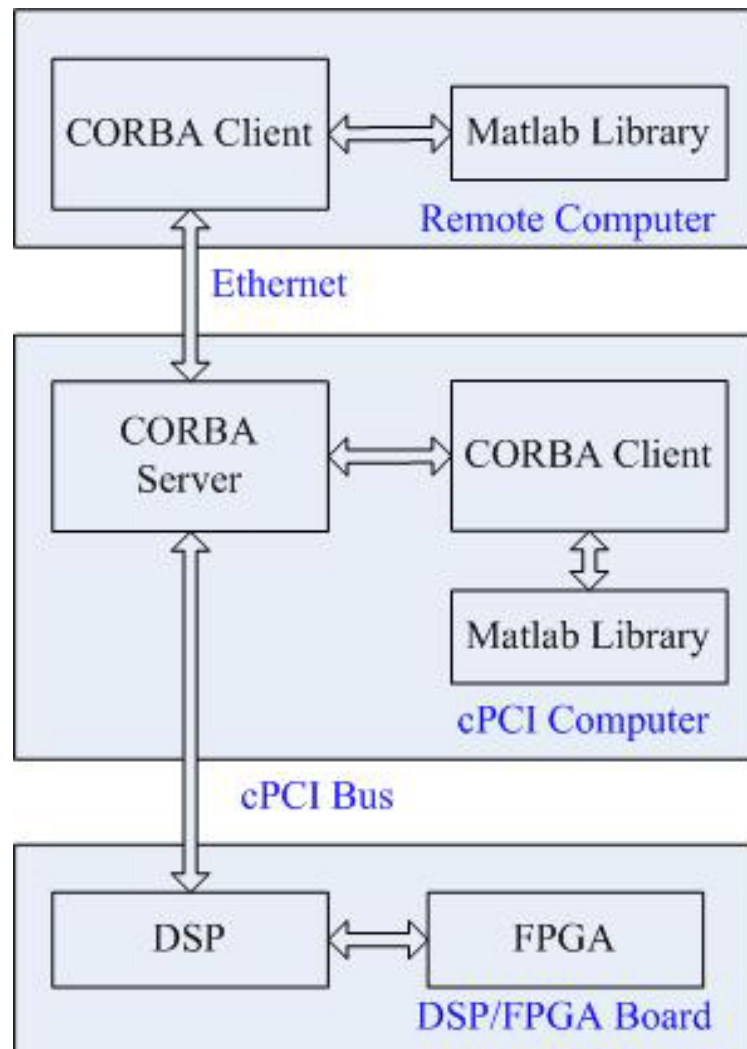 CORBA Client
Matlab Library
Remote Computer
Ethernet
CORBA
Server
CORBA Client
Matlab Library
cPCI Computer
cPCI Bus
DSP
FPGA
DSP/FPGA Board